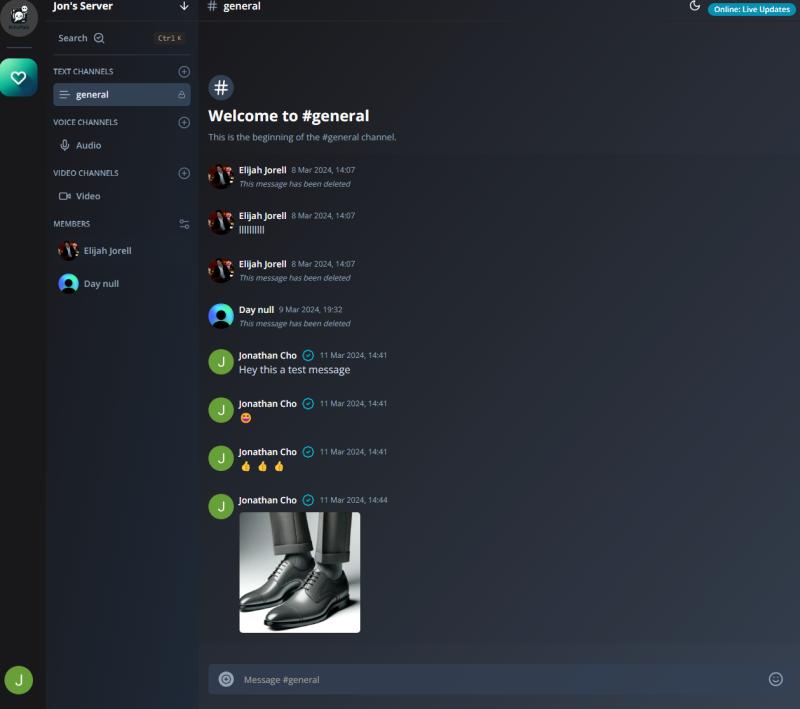 Jon's Server
# general
Online: Live Updates
Search
Ctrl K
TEXT CHANNELS
general
VOICE CHANNELS
Audio
VIDEO CHANNELS
Video
MEMBERS
Elijah Jorell
Day null
J
#
Welcome to #general
This is the beginning of the #general channel.
Elijah Jorell 8 Mar 2024, 14:07
This message has been deleted
Elijah Jorell 8 Mar 2024, 14:07
llllllllll
Elijah Jorell 8 Mar 2024, 14:07
This message has been deleted
Day null 9 Mar 2024, 19:32
This message has been deleted
J
Jonathan Cho 11 Mar 2024, 14:41
Hey this a test message
J
Jonathan Cho 11 Mar 2024, 14:41
😄
J
Jonathan Cho 11 Mar 2024, 14:41
👍 👍 👍
J
Jonathan Cho 11 Mar 2024, 14:44
Message #general